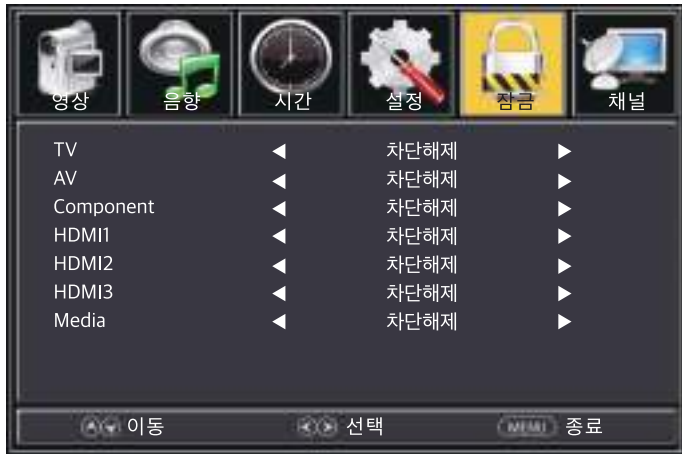 영상 음향 시간 설정 잠금 채널
TV 차단해제
AV 차단해제
Component 차단해제
HDMI1 차단해제
HDMI2 차단해제
HDMI3 차단해제
Media 차단해제
이동 선택 MENU 종료